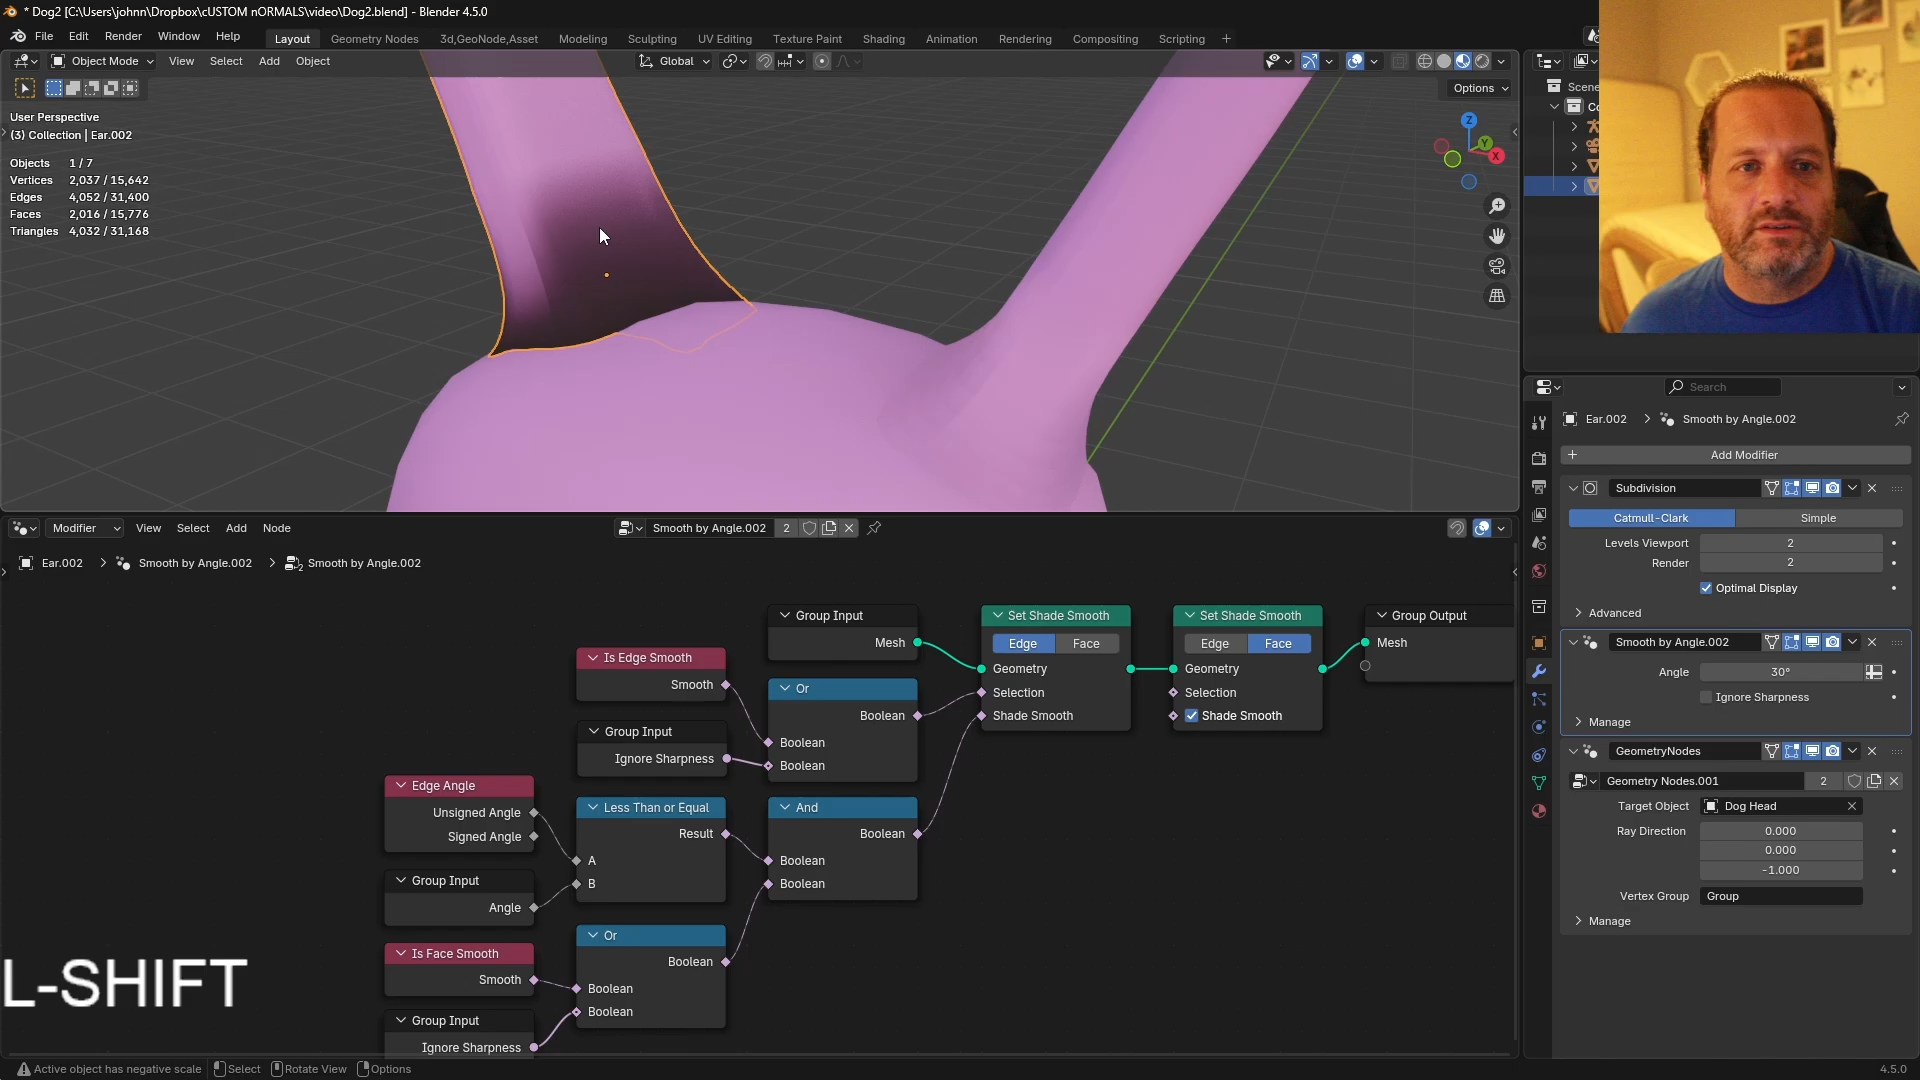 * Dog2 [C:\Users\johnn\Dropbox\cUSTOM nORMALS\video\Dog2.blend] - Blender 4.5.0
File Edit Render Window Help
Layout Geometry Nodes 3d,GeoNode,Asset Modeling Sculpting UV Editing Texture Paint Shading Animation Rendering Compositing Scripting +
Object Mode View Select Add Object Global
Options
User Perspective
(3) Collection | Ear.002
Objects 1 / 7
Vertices 2,037 / 15,642
Edges 4,052 / 31,400
Faces 2,016 / 15,776
Triangles 4,032 / 31,168
Z
Y
X
Scene
Modifier View Select Add Node Smooth by Angle.002 2
Ear.002 > Smooth by Angle.002 > 2 Smooth by Angle.002
Group Input
Mesh
Set Shade Smooth
Edge Face
Geometry
Selection
Shade Smooth
Set Shade Smooth
Edge Face
Geometry
Selection
Shade Smooth
Group Output
Mesh
Is Edge Smooth
Smooth
Or
Boolean
Boolean
Boolean
Group Input
Ignore Sharpness
Edge Angle
Unsigned Angle
Signed Angle
Less Than or Equal
Result
A
B
And
Boolean
Boolean
Boolean
Group Input
Angle
Is Face Smooth
Smooth
Or
Boolean
Boolean
Boolean
Group Input
Ignore Sharpness
L-SHIFT
Search
Ear.002 > Smooth by Angle.002
+ Add Modifier
Subdivision
Catmull-Clark Simple
Levels Viewport 2
Render 2
Optimal Display
Advanced
Smooth by Angle.002
Angle 30°
Ignore Sharpness
Manage
GeometryNodes
Geometry Nodes.001 2
Target Object Dog Head
Ray Direction 0.000
0.000
-1.000
Vertex Group Group
Manage
Active object has negative scale Select Rotate View Options 4.5.0